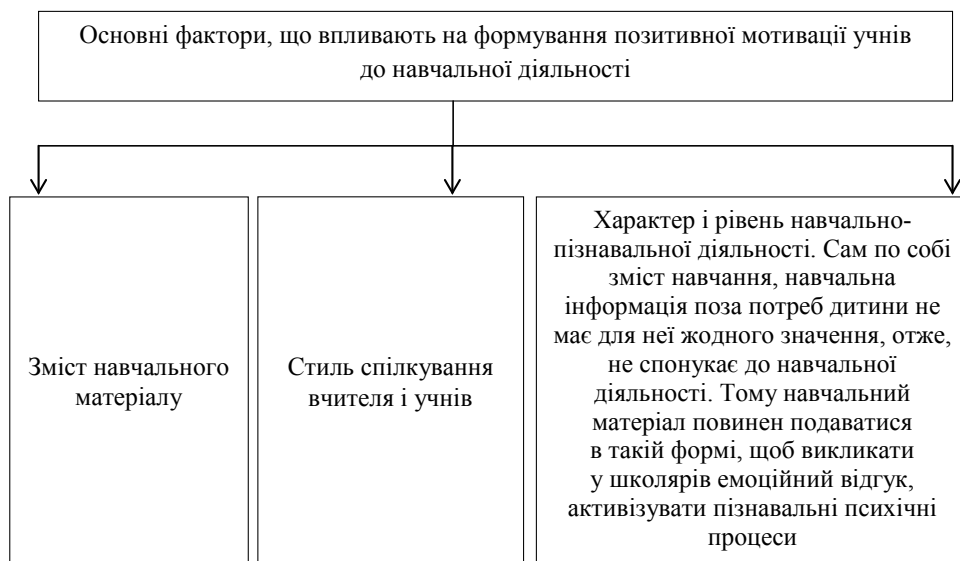 Основні фактори, що впливають на формування позитивної мотивації учнів
до навчальної діяльності
Зміст навчального
матеріалу
Стиль спілкування
вчителя і учнів
Характер і рівень навчально-
пізнавальної діяльності. Сам по собі
зміст навчання, навчальна
інформація поза потреб дитини не
має для неї жодного значення, отже,
не спонукає до навчальної
діяльності. Тому навчальний
матеріал повинен подаватися
в такій формі, щоб викликати
у школярів емоційний відгук,
активізувати пізнавальні психічні
процеси